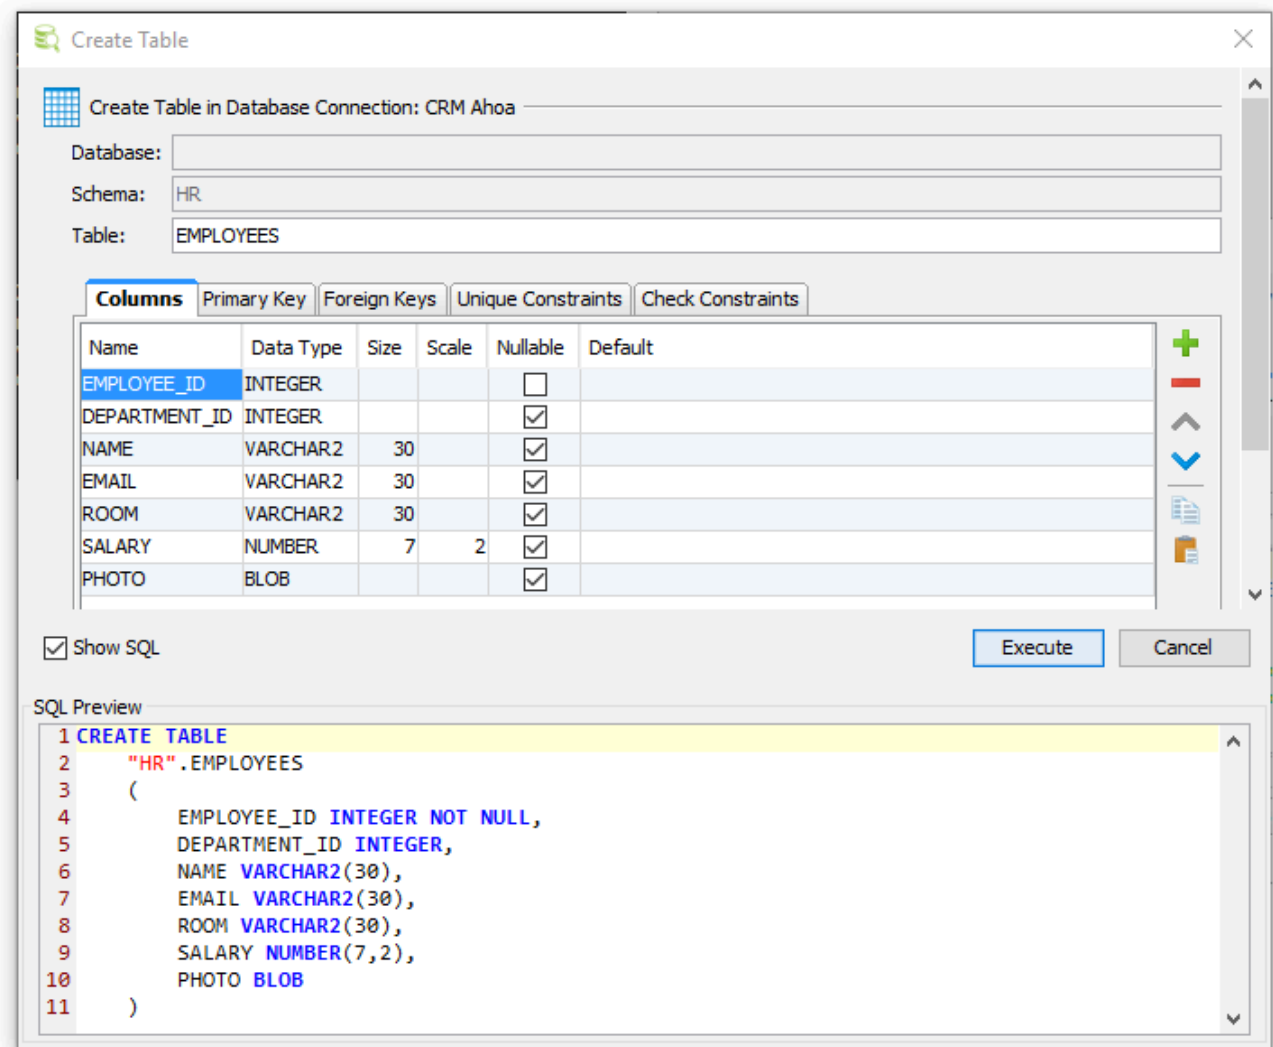 Create Table
Create Table in Database Connection: CRM Ahoa
Database:
Schema: HR
Table: EMPLOYEES
Columns Primary Key Foreign Keys Unique Constraints Check Constraints
Name Data Type Size Scale Nullable Default
EMPLOYEE_ID INTEGER
DEPARTMENT_ID INTEGER
NAME VARCHAR2 30
EMAIL VARCHAR2 30
ROOM VARCHAR2 30
SALARY NUMBER 7 2
PHOTO BLOB
Show SQL Execute Cancel
SQL Preview
1 CREATE TABLE
2 "HR".EMPLOYEES
3 (
4 EMPLOYEE_ID INTEGER NOT NULL,
5 DEPARTMENT_ID INTEGER,
6 NAME VARCHAR2(30),
7 EMAIL VARCHAR2(30),
8 ROOM VARCHAR2(30),
9 SALARY NUMBER(7,2),
10 PHOTO BLOB
11 )